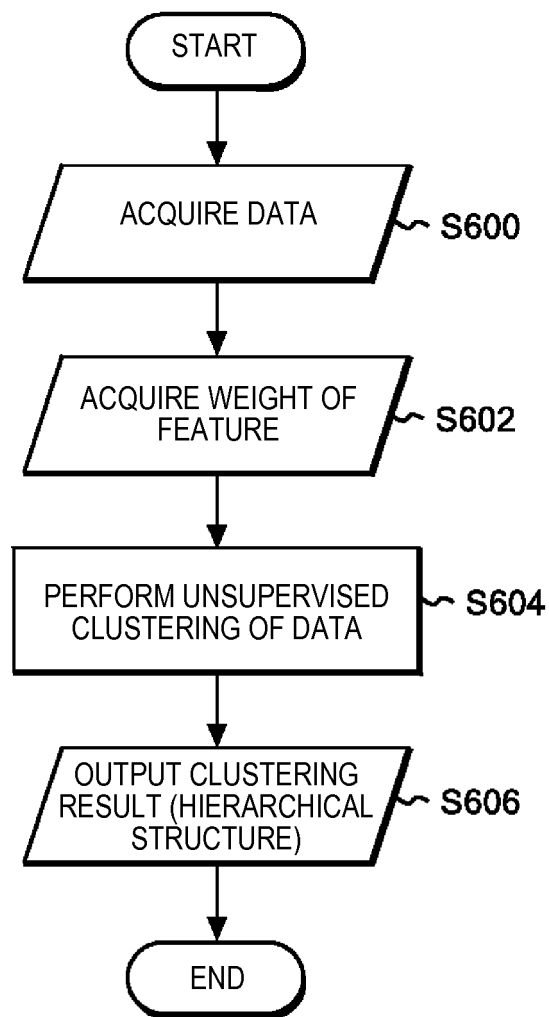 START
ACQUIRE DATA
S600
ACQUIRE WEIGHT OF
FEATURE
S602
PERFORM UNSUPERVISED
CLUSTERING OF DATA
S604
OUTPUT CLUSTERING
RESULT (HIERARCHICAL
STRUCTURE)
S606
END